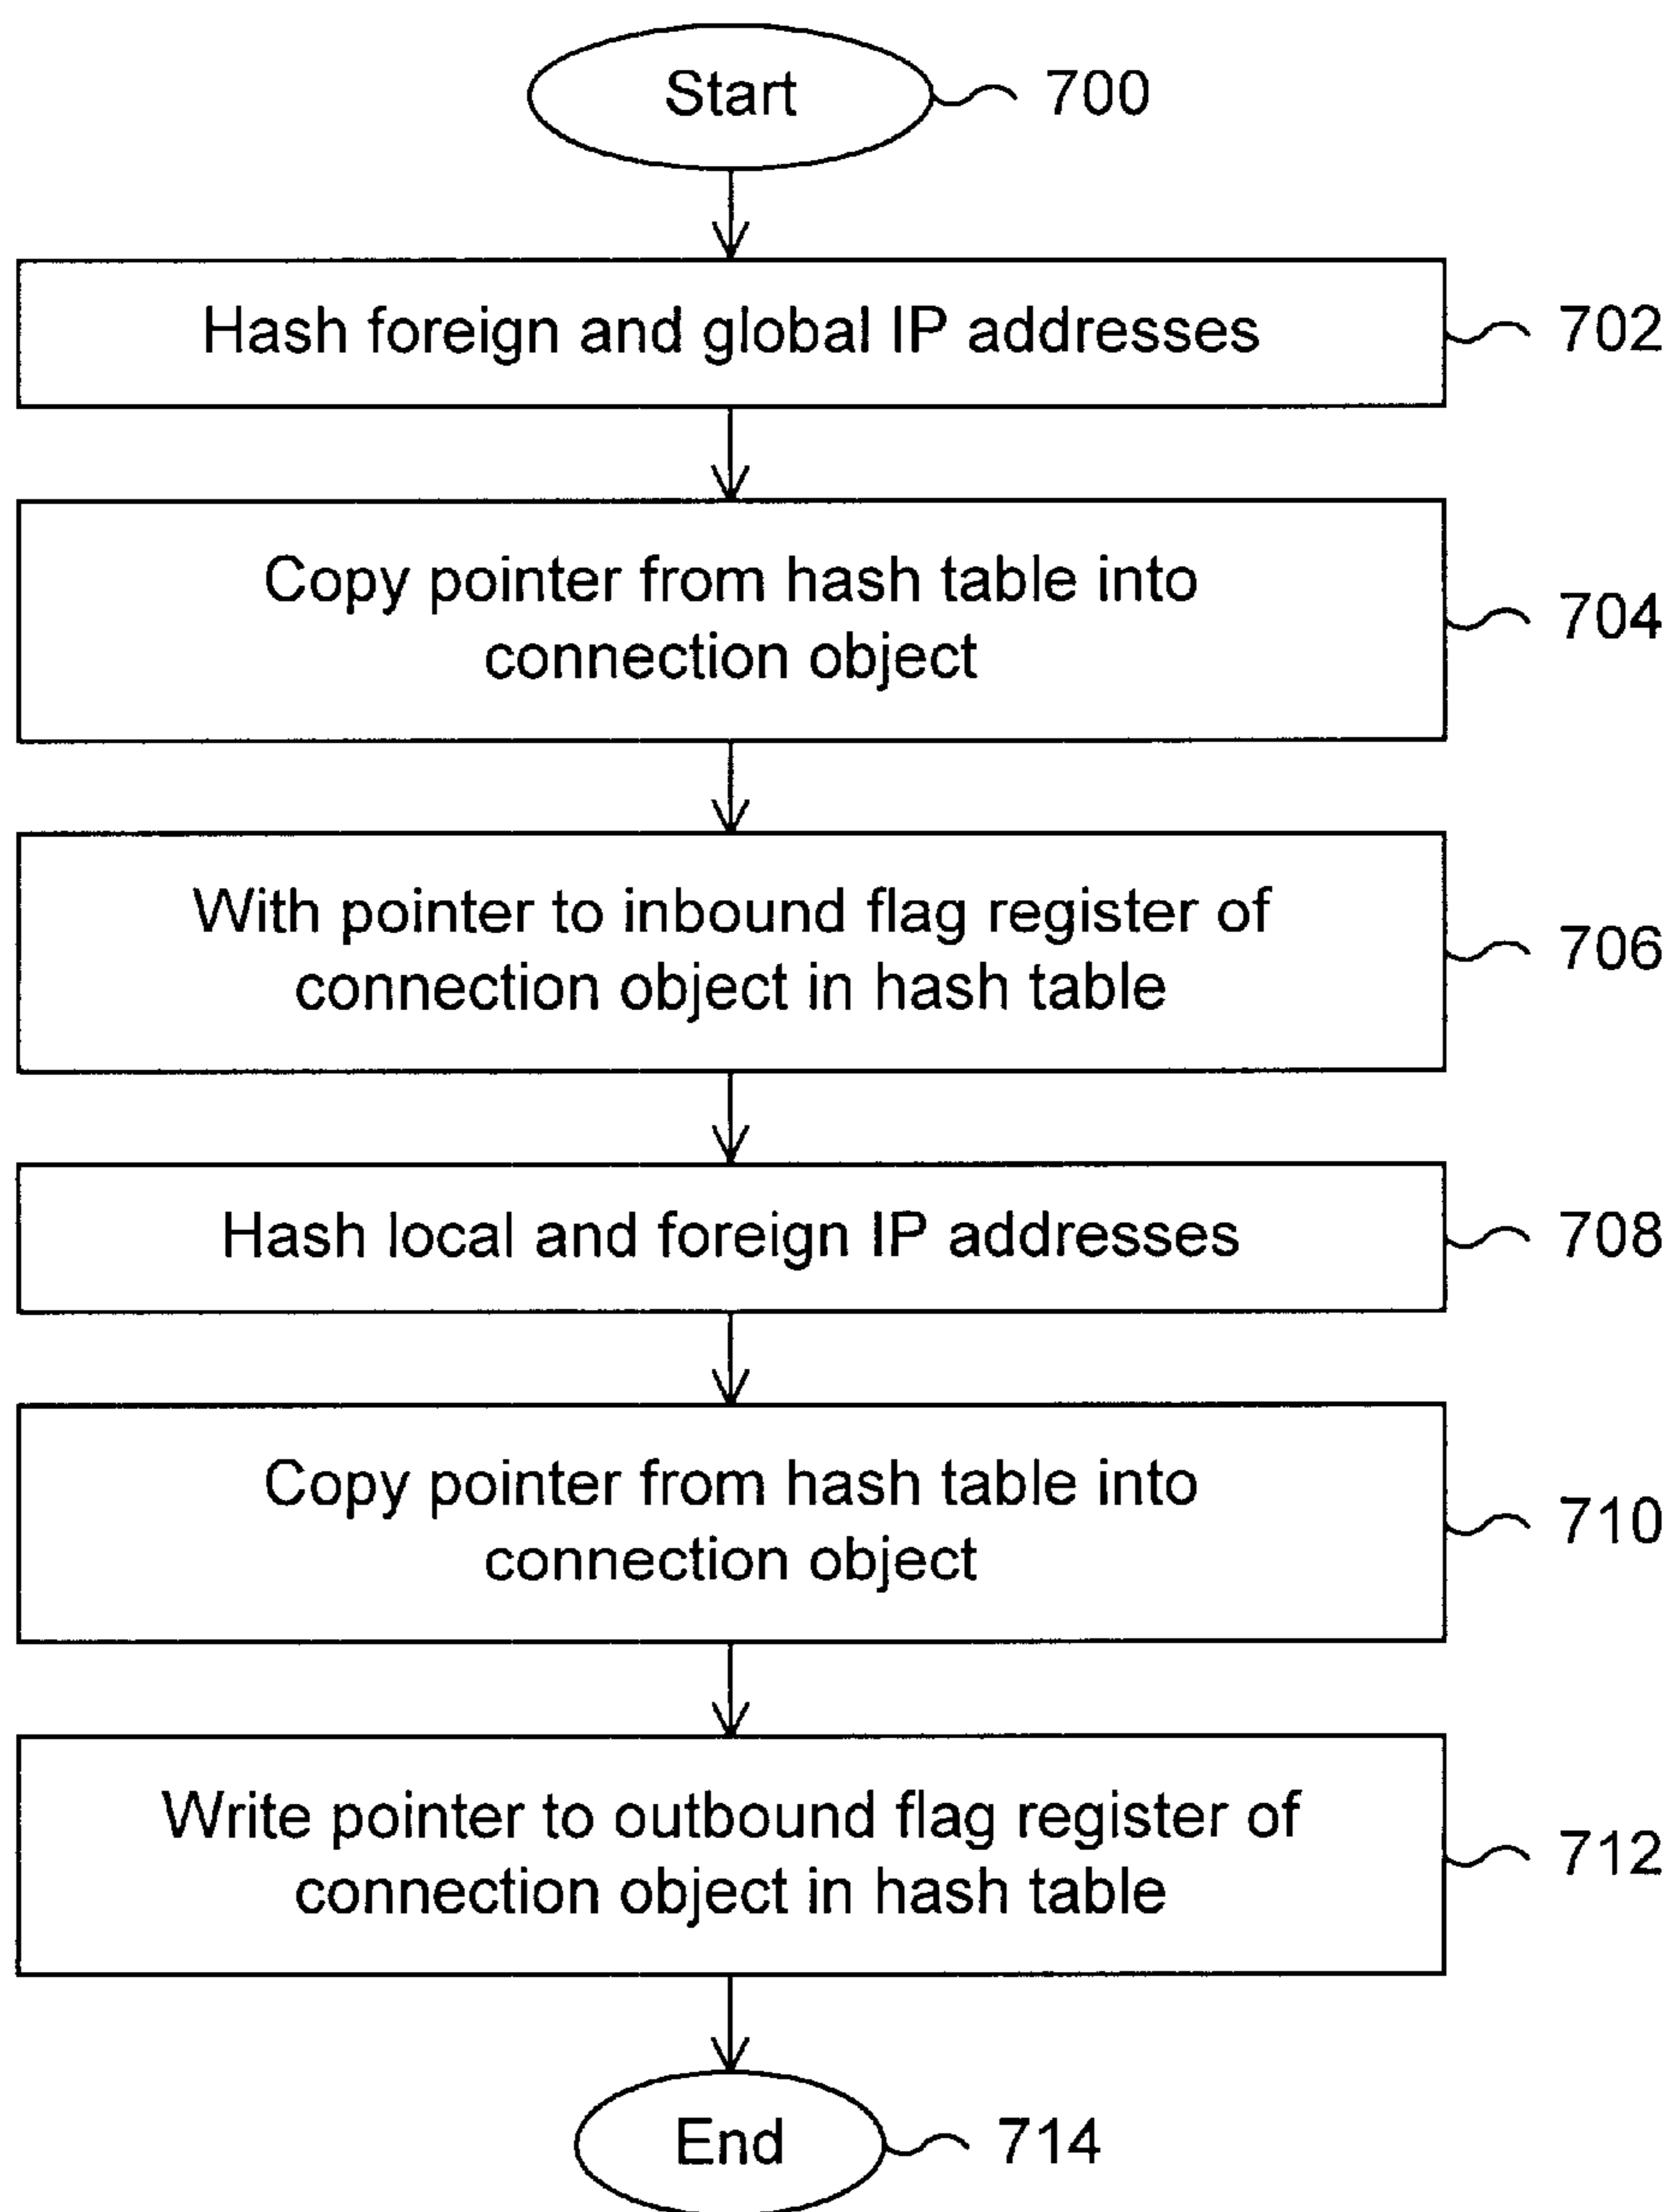 Start 700
Hash foreign and global IP addresses 702
Copy pointer from hash table into
connection object
704
With pointer to inbound flag register of
connection object in hash table
706
Hash local and foreign IP addresses 708
Copy pointer from hash table into
connection object
710
Write pointer to outbound flag register of
connection object in hash table
712
End 714